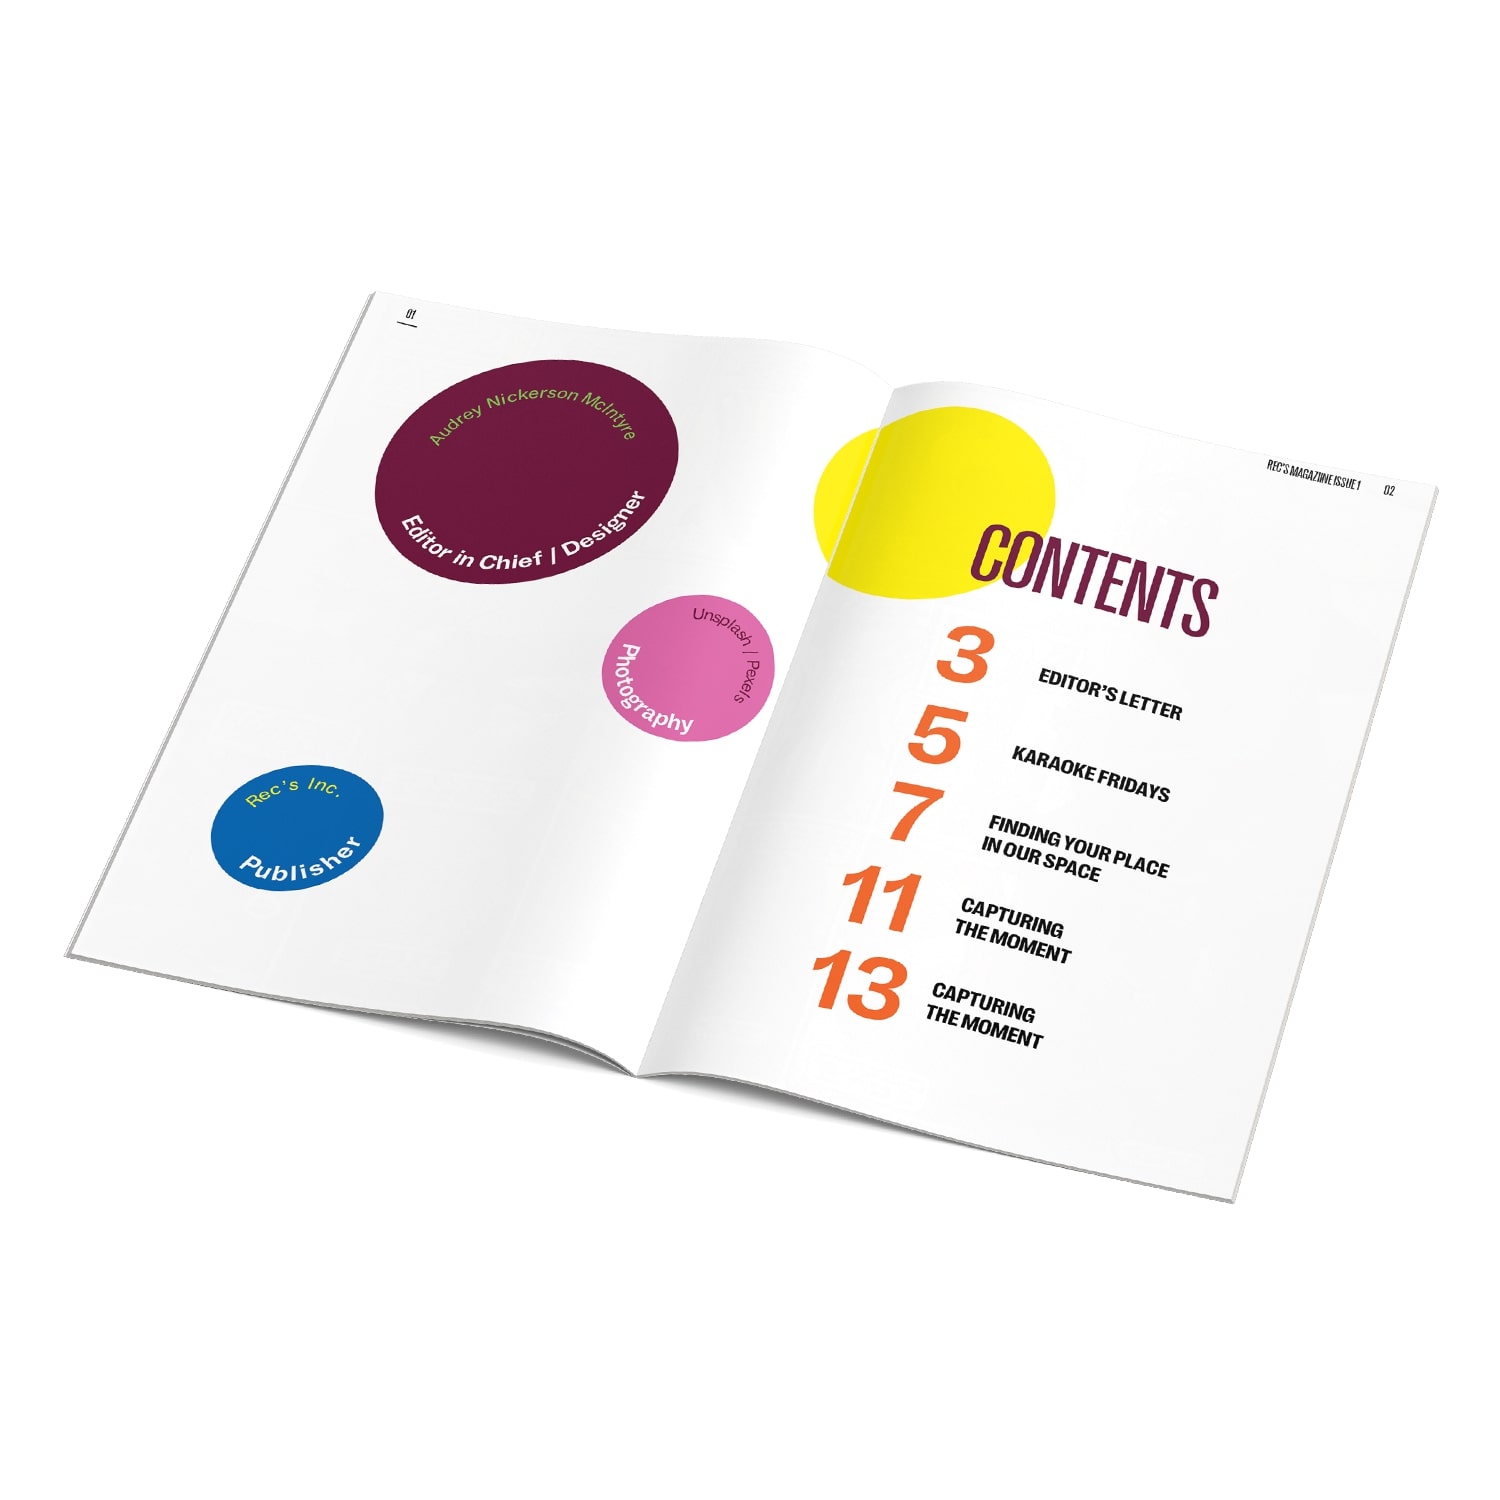 01
Audrey Nickerson McIntyre
Editor in Chief / Designer
Unsplash / Pexels
Photography
Rec's Inc.
Publisher
REC'S MAGAZIINE ISSUE 1 02
CONTENTS
3 EDITOR'S LETTER
5 KARAOKE FRIDAYS
7 FINDING YOUR PLACE
IN OUR SPACE
11 CAPTURING
THE MOMENT
13 CAPTURING
THE MOMENT